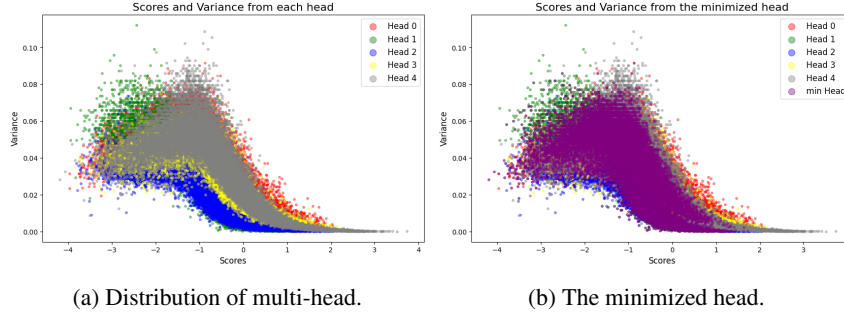 Scores and Variance from each head
Variance
0.10
0.08
0.06
0.04
0.02
0.00
−4 −3 −2 −1 0 1 2 3 4
Scores
Head 0
Head 1
Head 2
Head 3
Head 4
(a) Distribution of multi-head.
Scores and Variance from the minimized head
Variance
0.10
0.08
0.06
0.04
0.02
0.00
−4 −3 −2 −1 0 1 2 3
Scores
Head 0
Head 1
Head 2
Head 3
Head 4
min Head
(b) The minimized head.